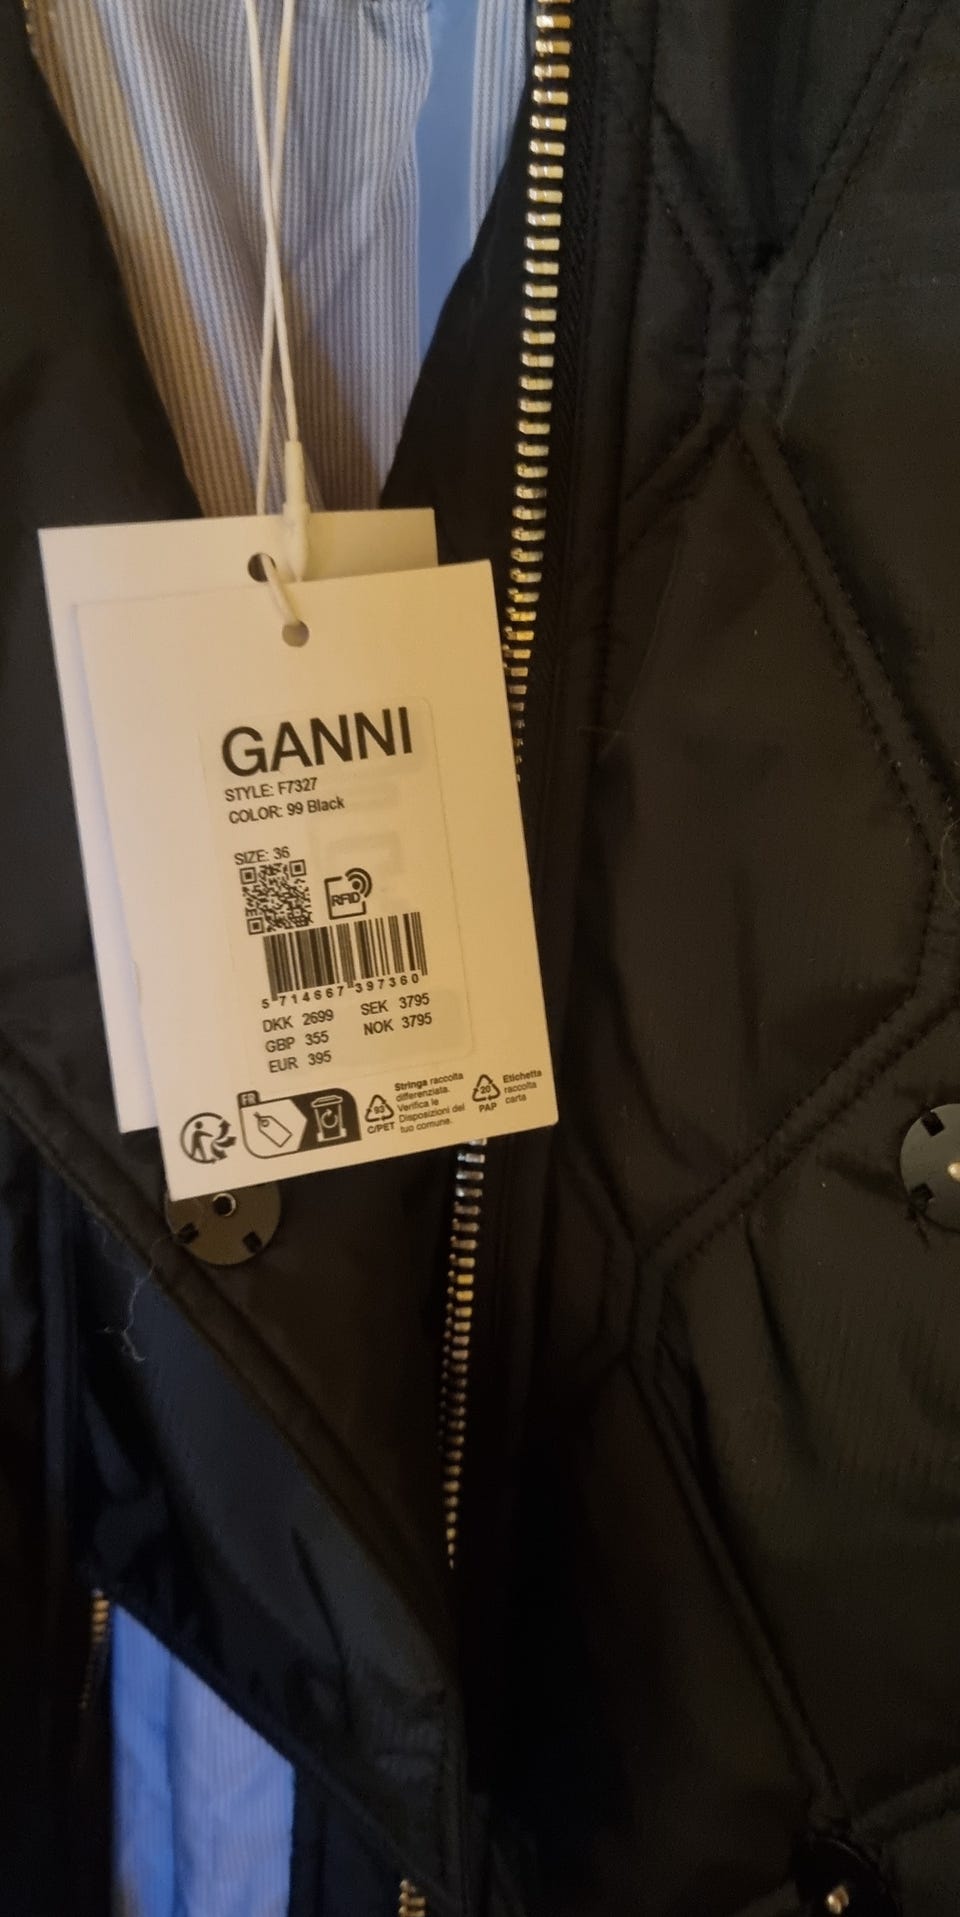 GANNI
STYLE: F7327
COLOR: 99 Black
SIZE: 36
RFID
5 714667 397360
DKK 2699 SEK 3795
GBP 355 NOK 3795
EUR 395
FR
93
C/PET
Stringa raccolta
differenziata.
Verifica le
Disposizioni del
tuo comune.
20
PAP
Etichetta
raccolta
carta